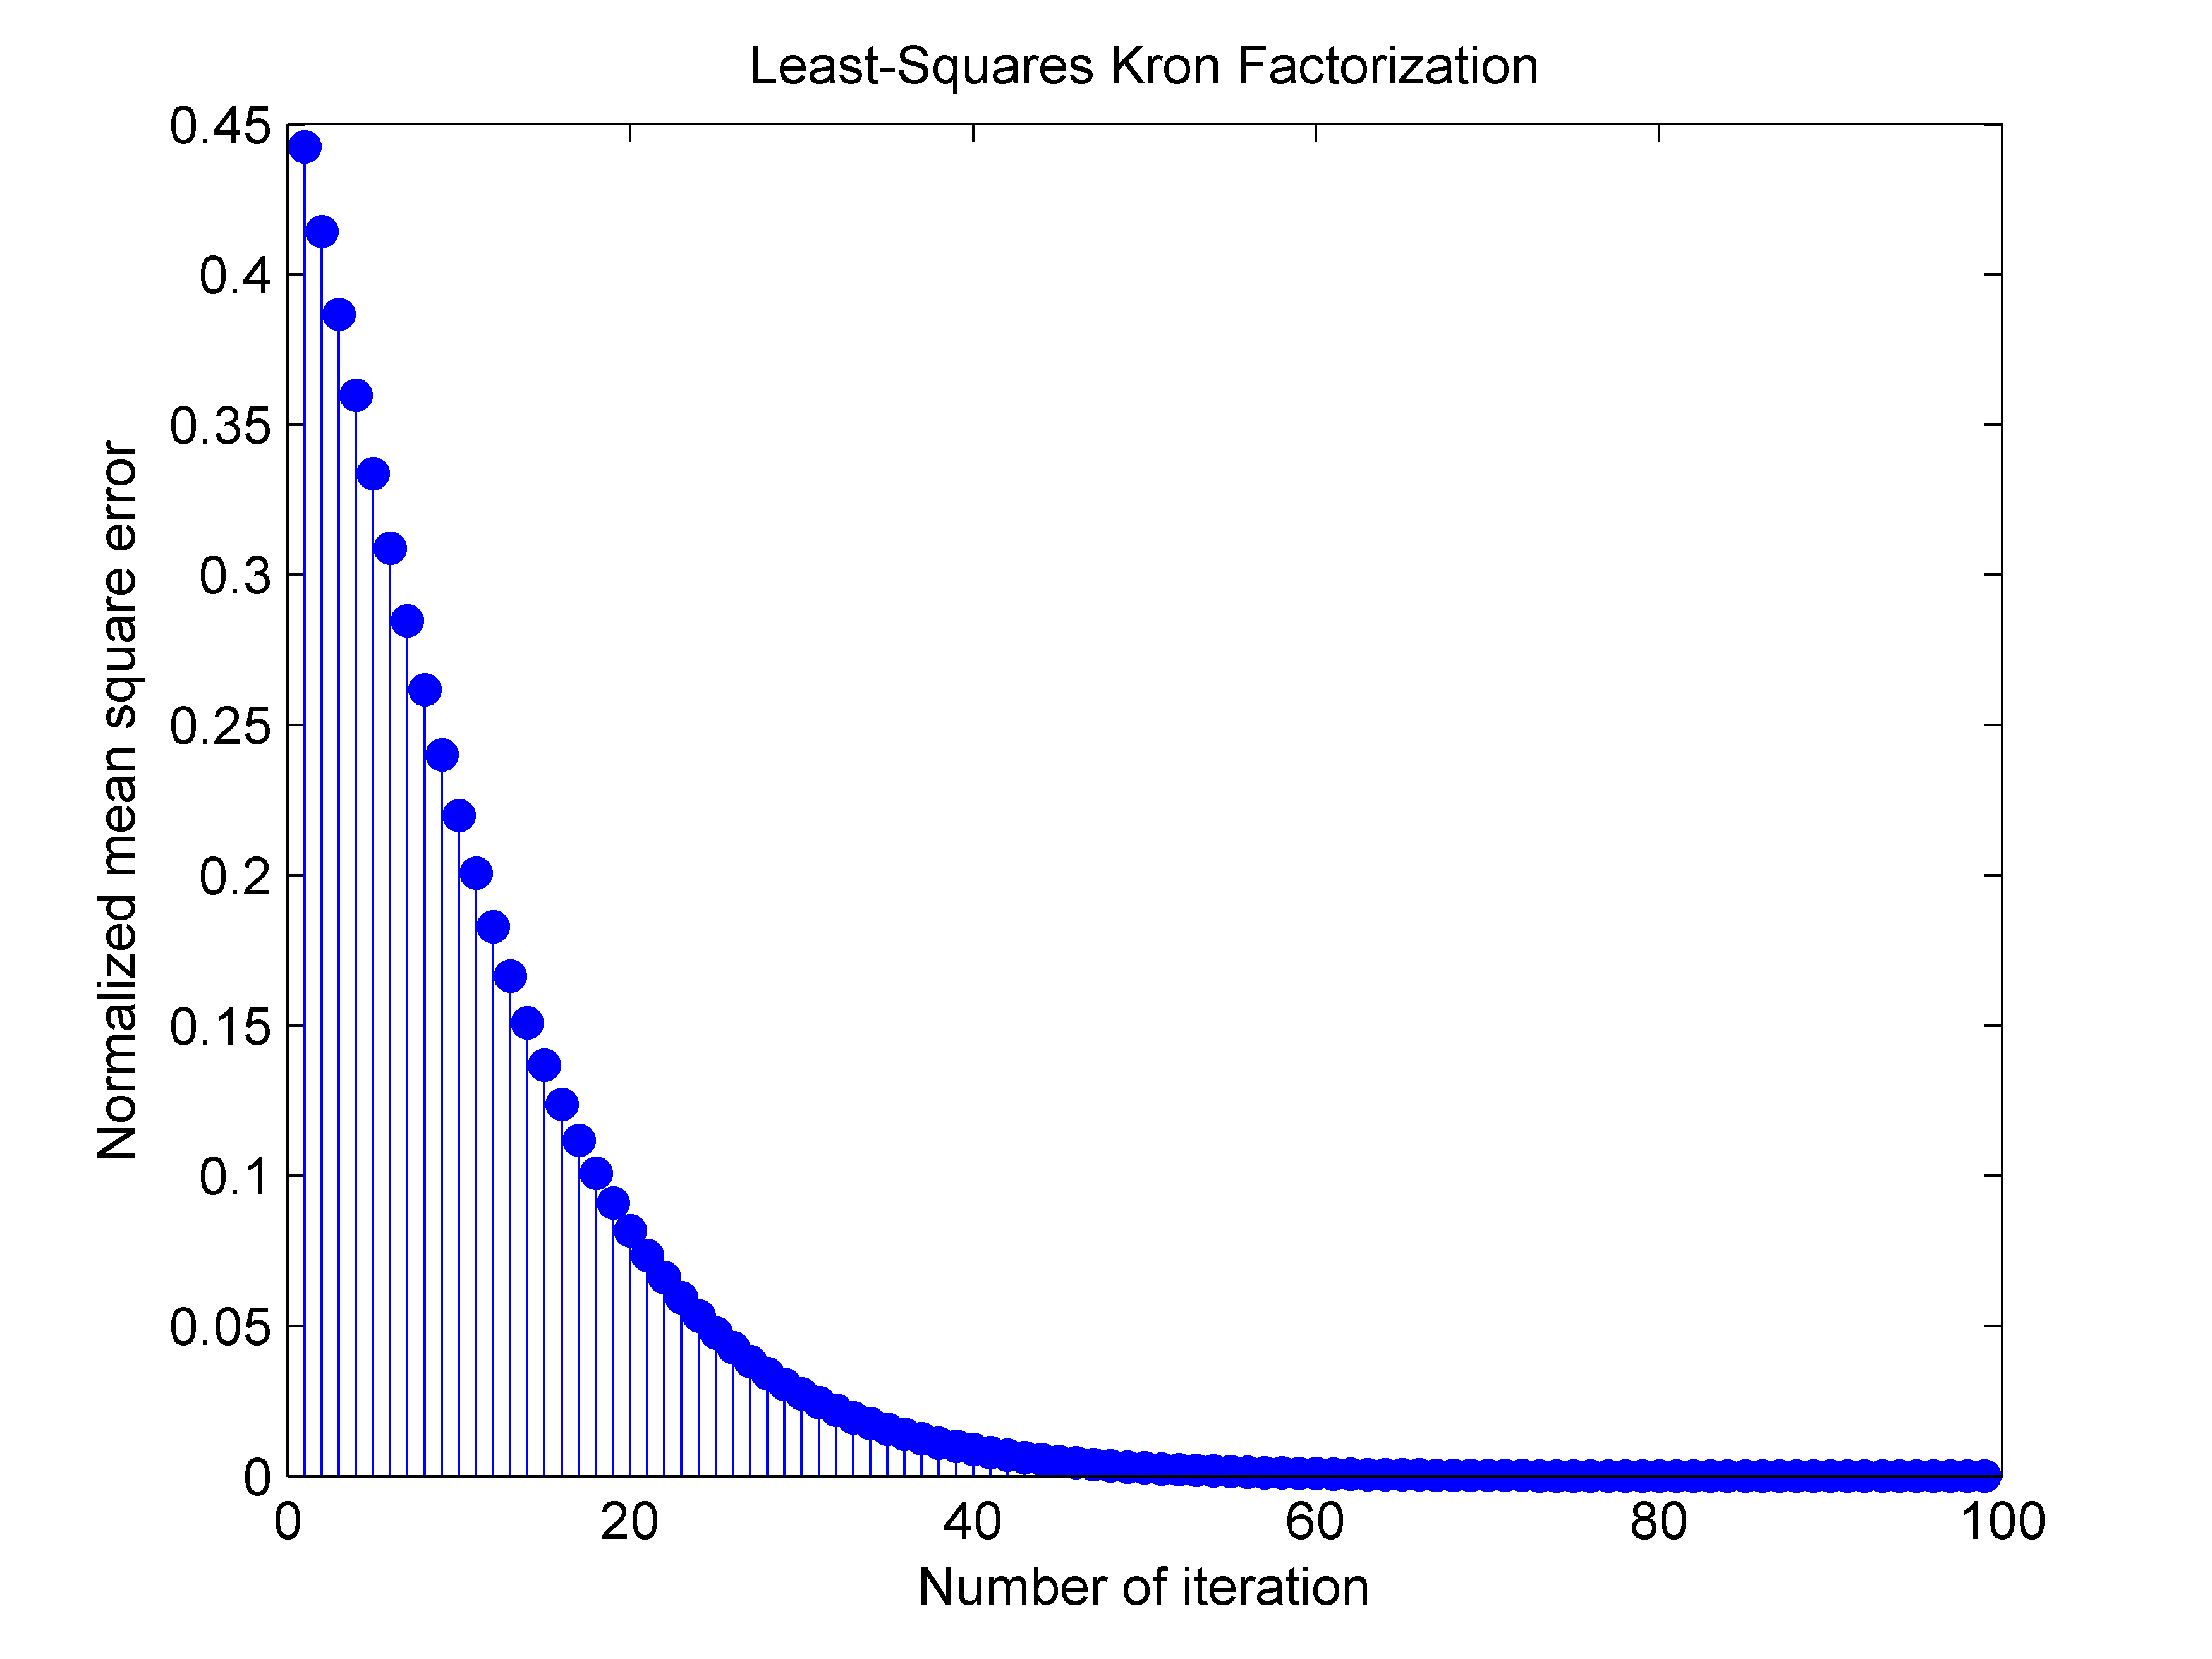 Least-Squares Kron Factorization
0.45
0.4
0.35
0.3
0.25
0.2
0.15
0.1
0.05
0
Normalized mean square error
0 20 40 60 80 100
Number of iteration